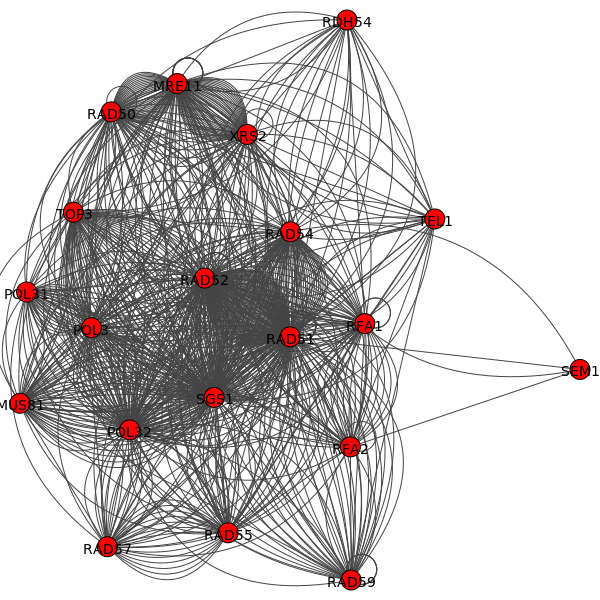 RDH54
MRE11
RAD50
XRS2
TOP3
TEL1
RAD54
RAD52
POL31
POL3
RFA1
RAD51
SEM1
SGS1
MUS81
POL32
RFA2
RAD55
RAD57
RAD59